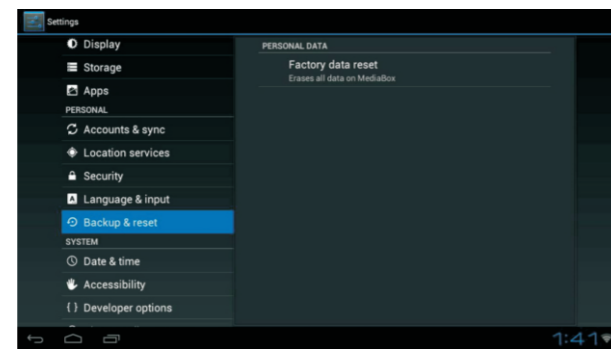 Settings
Display
Storage
Apps
PERSONAL
Accounts & sync
Location services
Security
Language & input
Backup & reset
SYSTEM
Date & time
Accessibility
{ } Developer options
PERSONAL DATA
Factory data reset
Erases all data on MediaBox
1:41